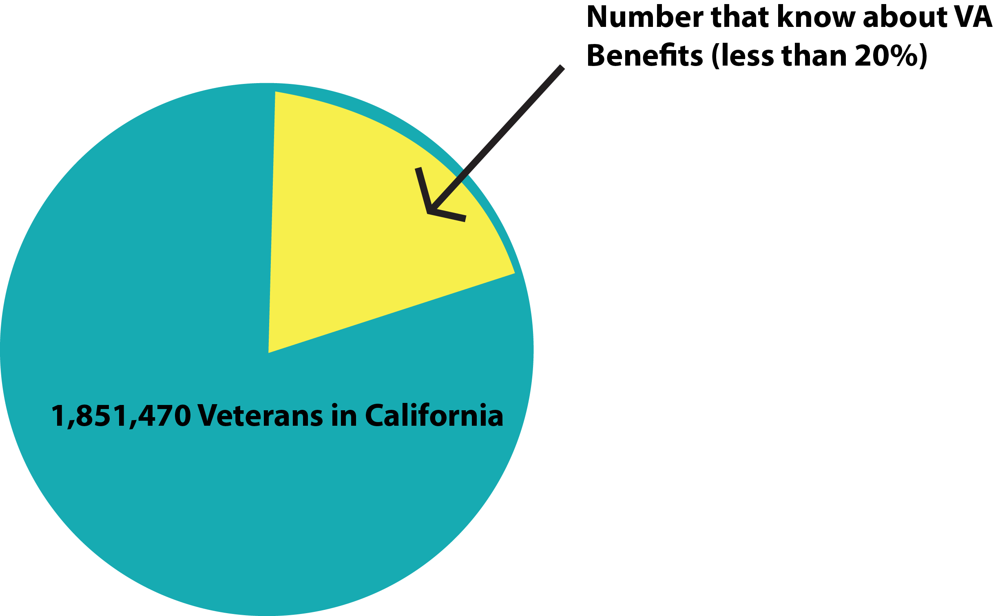 Number that know about VA
Benefits (less than 20%)
1,851,470 Veterans in California